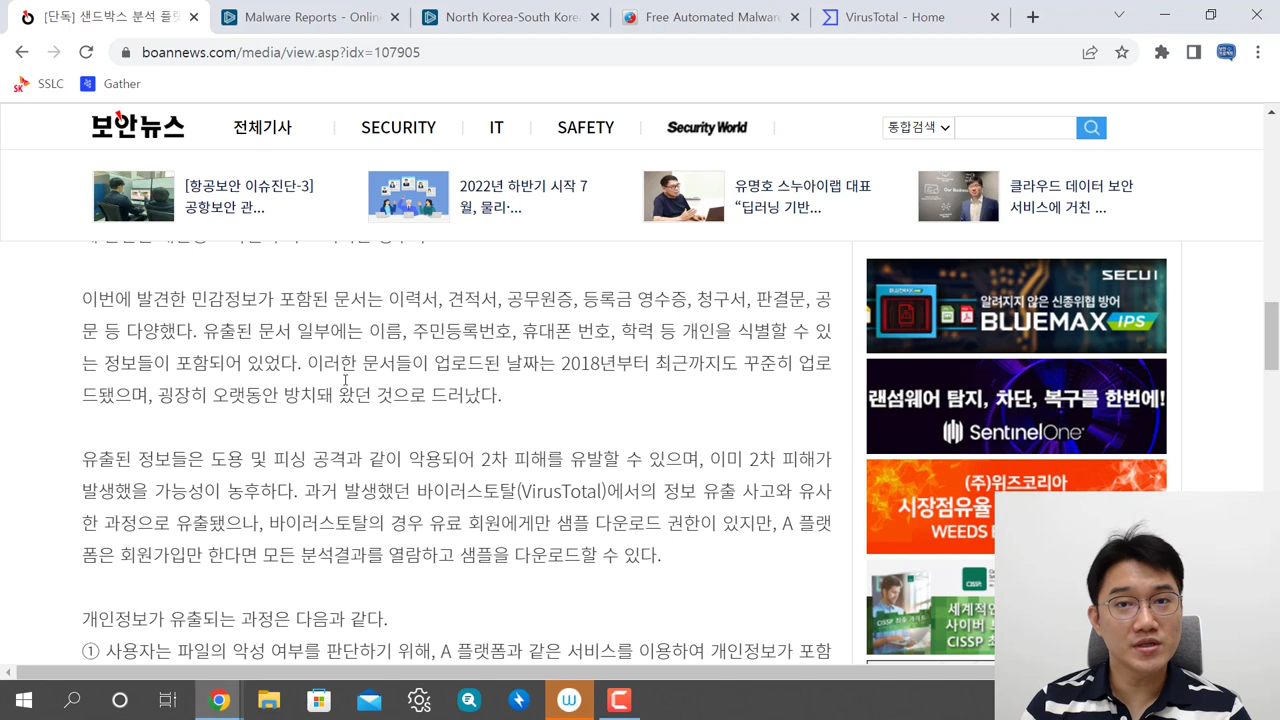 [단독] 샌드박스 분석 플랫
Malware Reports - Online
North Korea-South Kore
Free Automated Malware
VirusTotal - Home
boannews.com/media/view.asp?idx=107905
SSLC
Gather
보안뉴스
전체기사
SECURITY
IT
SAFETY
Security World
통합검색
[항공보안 이슈진단-3]
공항보안 관...
2022년 하반기 시작 7
월, 물리·...
유명호 스누아이랩 대표
“딥러닝 기반...
클라우드 데이터 보안
서비스에 거친 ...
이번에 발견한 민감정보가 포함된 문서는 이력서, 견적서, 공무원증, 등록금 영수증, 청구서, 판결문, 공
문 등 다양했다. 유출된 문서 일부에는 이름, 주민등록번호, 휴대폰 번호, 학력 등 개인을 식별할 수 있
는 정보들이 포함되어 있었다. 이러한 문서들이 업로드된 날짜는 2018년부터 최근까지도 꾸준히 업로
드됐으며, 굉장히 오랫동안 방치돼 왔던 것으로 드러났다.
유출된 정보들은 도용 및 피싱 공격과 같이 악용되어 2차 피해를 유발할 수 있으며, 이미 2차 피해가
발생했을 가능성이 농후하다. 과거 발생했던 바이러스토탈(VirusTotal)에서의 정보 유출 사고와 유사
한 과정으로 유출됐으나, 바이러스토탈의 경우 유료 회원에게만 샘플 다운로드 권한이 있지만, A 플랫
폼은 회원가입만 한다면 모든 분석결과를 열람하고 샘플을 다운로드할 수 있다.
개인정보가 유출되는 과정은 다음과 같다.
① 사용자는 파일의 악성 여부를 판단하기 위해, A 플랫폼과 같은 서비스를 이용하여 개인정보가 포함
SECUI
알려지지 않은 신종위협 방어
BLUEMAX IPS
랜섬웨어 탐지, 차단, 복구를 한번에!
SentinelOne
(주)위즈코리아
시장점유율
WEEDS
세계적인
사이버 보
CISSP